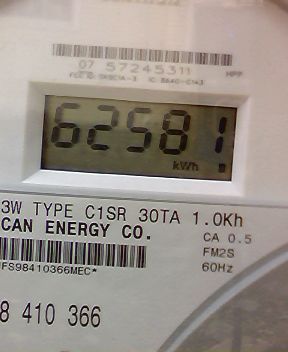 07 57245311 MPP
62581
kWh
3W TYPE C1SR 30TA 1.0Kh
CAN ENERGY CO.
CA 0.5
FM2S
60Hz
FS98410366MEC*
8 410 366